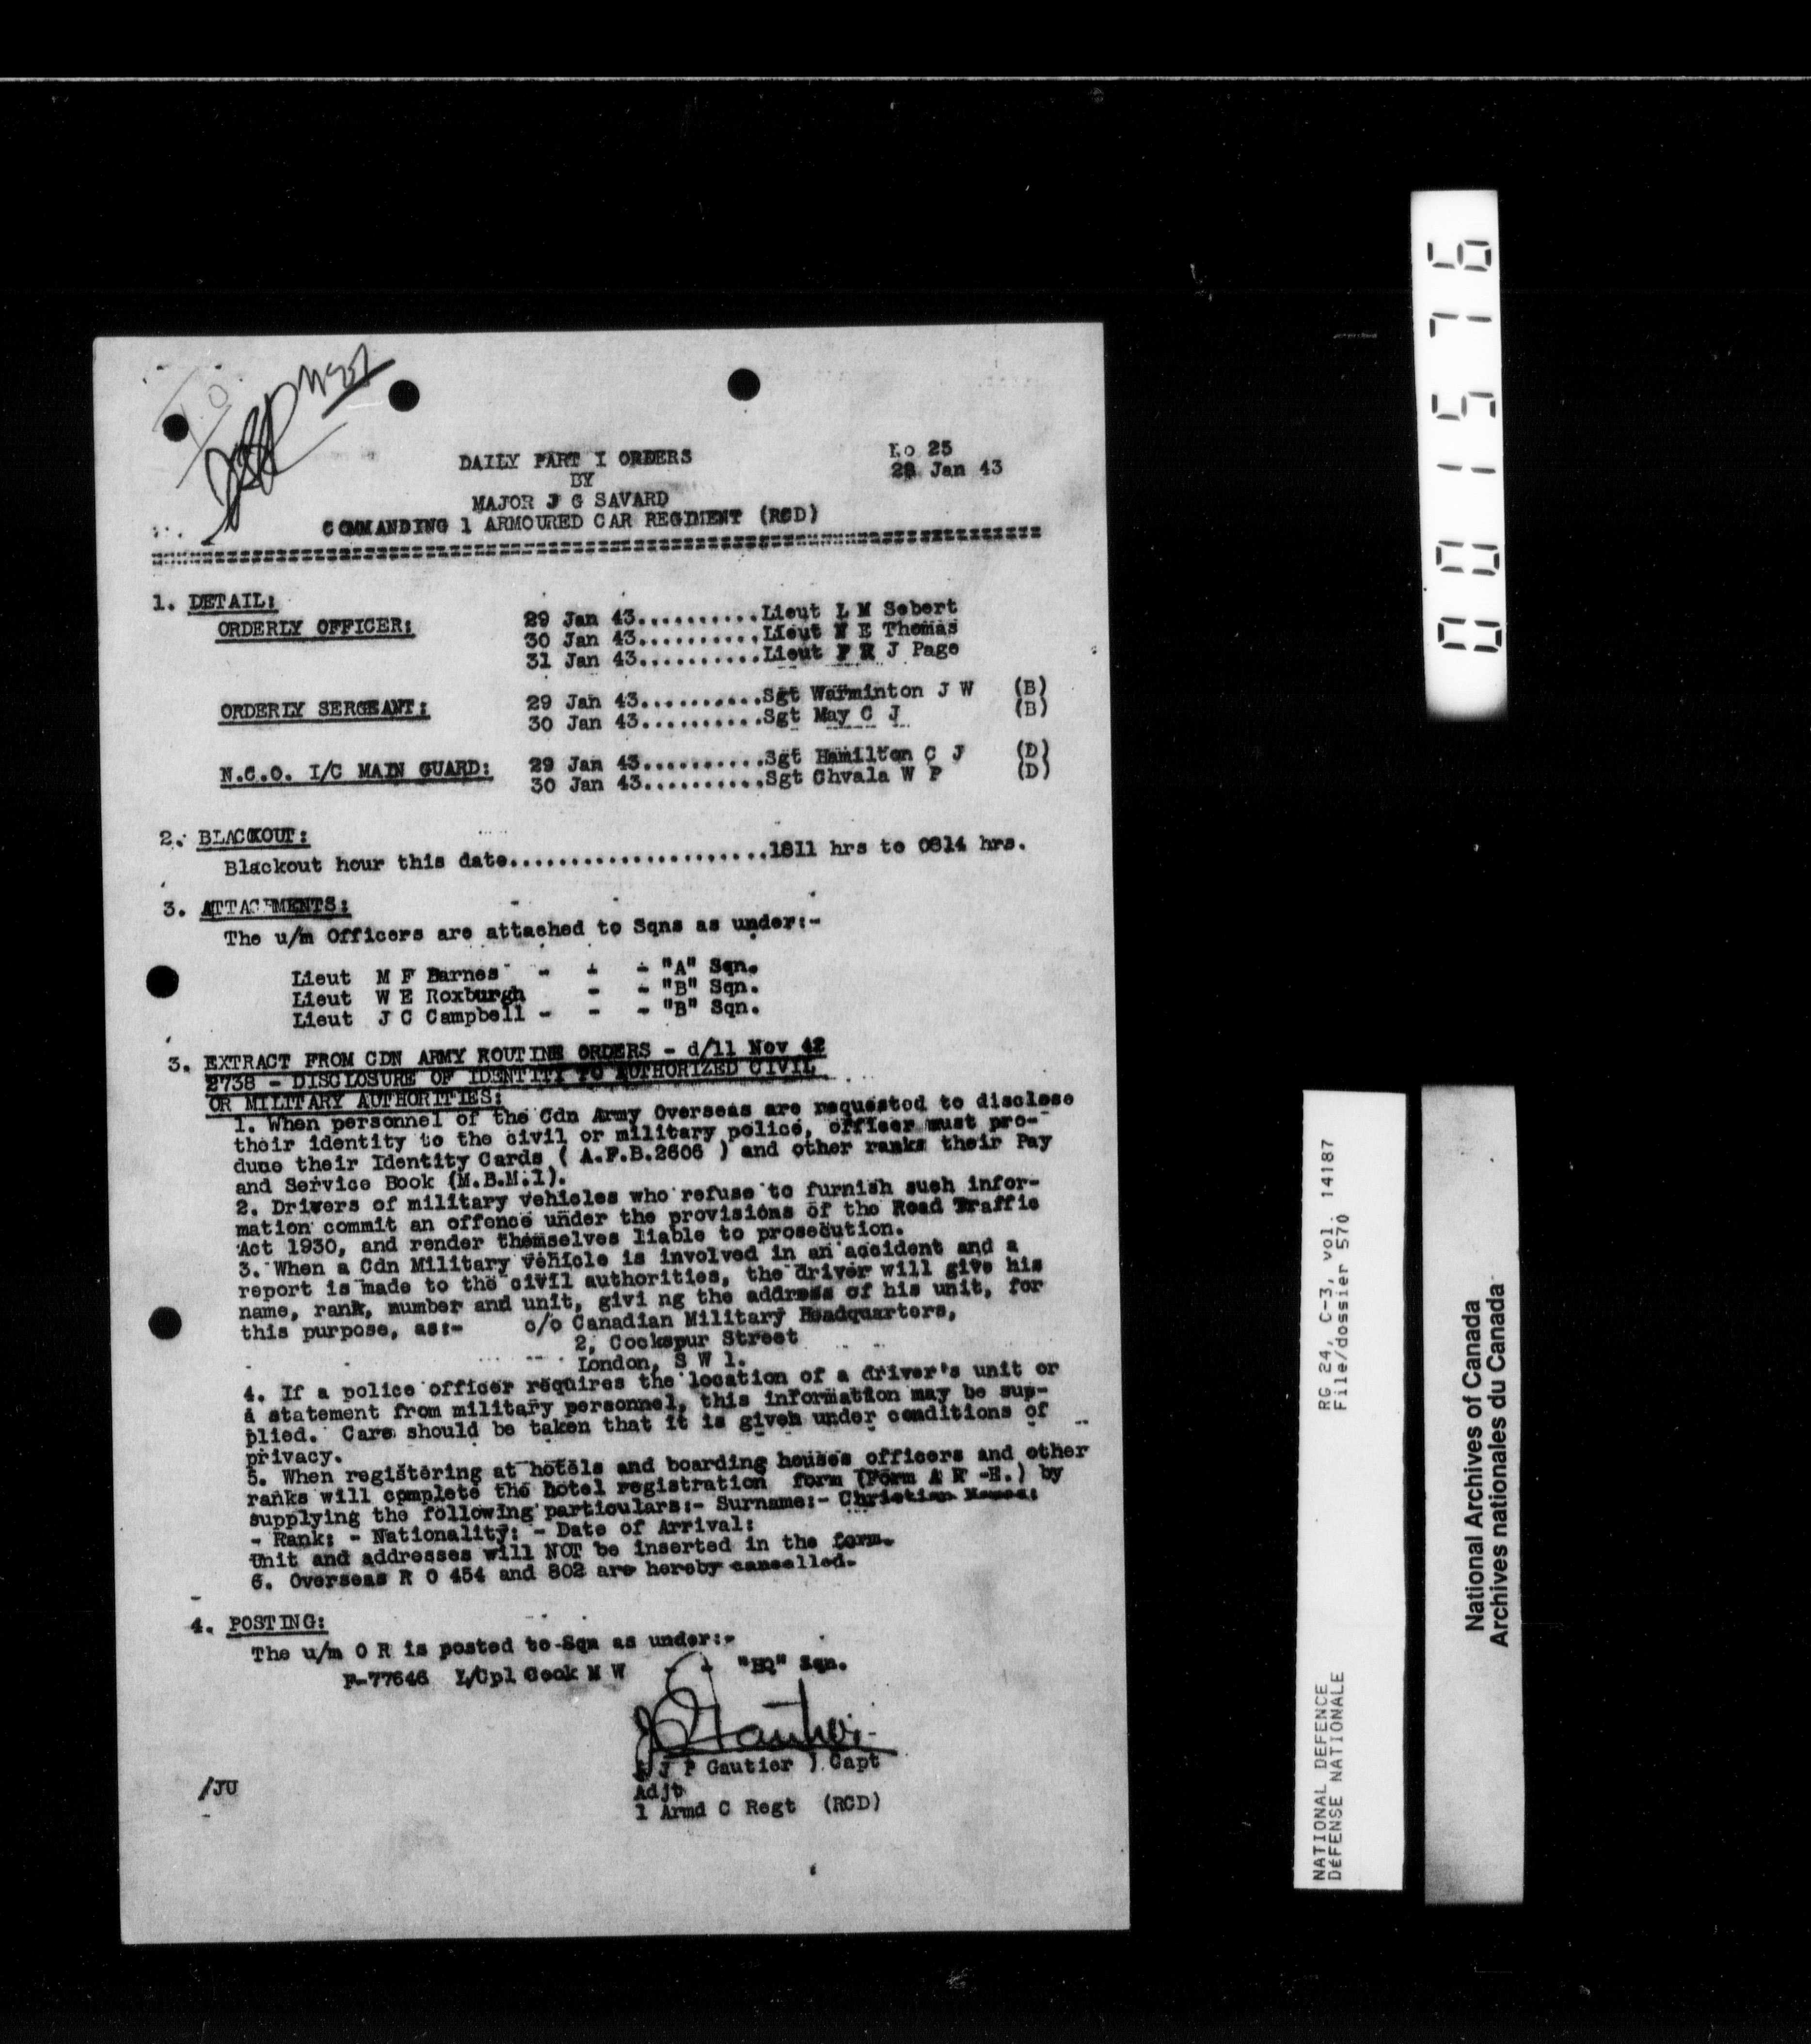 DAILY PART I ORDERS
No 25
BY
28 Jan 43
MAJOR J G SAVARD
COMMANDING 1 ARMOURED CAR REGIMENT (RCD)
1. DETAIL:
ORDERLY OFFICER:
29 Jan 43..........Lieut L M Sebert
30 Jan 43..........Lieut N E Thomas
31 Jan 43..........Lieut F R J Page
ORDERLY SERGEANT:
29 Jan 43..........Sgt Warminton J W (B)
30 Jan 43..........Sgt May C J (B)
N.C.O. I/C MAIN GUARD:
29 Jan 43..........Sgt Hamilton C J (D)
30 Jan 43..........Sgt Chvala W P (D)
2. BLACKOUT:
Blackout hour this date.....................1811 hrs to 0814 hrs.
3. ATTACHMENTS:
The u/m Officers are attached to Sqns as under:-
Lieut M F Barnes - - - "A" Sqn.
Lieut W E Roxburgh - - "B" Sqn.
Lieut J C Campbell - - - "B" Sqn.
3. EXTRACT FROM CDN ARMY ROUTINE ORDERS - d/11 Nov 42
2738 - DISCLOSURE OF IDENTITY TO AUTHORIZED CIVIL
OR MILITARY AUTHORITIES:
1. When personnel of the Cdn Army Overseas are requested to disclose
their identity to the civil or military police, officer must pro-
duce their Identity Cards ( A.F.B.2606 ) and other ranks their Pay
and Service Book (M.B.M.1).
2. Drivers of military vehicles who refuse to furnish such infor-
mation commit an offence under the provisions of the Road Traffic
Act 1930, and render themselves liable to prosecution.
3. When a Cdn Military vehicle is involved in an accident and a
report is made to the civil authorities, the driver will give his
name, rank, number and unit, givi ng the address of his unit, for
this purpose, as:- c/o Canadian Military Headquarters,
2, Cockspur Street
London, S W 1.
4. If a police officer requires the location of a driver's unit or
a statement from military personnel, this information may be sup-
plied. Care should be taken that it is given under conditions of
privacy.
5. When registering at hotels and boarding houses officers and other
ranks will complete the hotel registration form (Form A R -E.) by
supplying the following particulars:- Surname:- Christian Names:
- Rank: - Nationality: - Date of Arrival:
Unit and addresses will NOT be inserted in the form.
6. Overseas R O 454 and 802 are hereby cancelled.
4. POSTING:
The u/m O R is posted to Sqn as under:-
F-77646 L/Cpl Cook M W - - "HQ" Sqn.
J P Gautier ) Capt
Adjt
1 Armd C Regt (RCD)
/JU
001576
RG 24, C-3, vol. 14187
File/dossier 570
NATIONAL DEFENCE
DÉFENSE NATIONALE
National Archives of Canada
Archives nationales du Canada